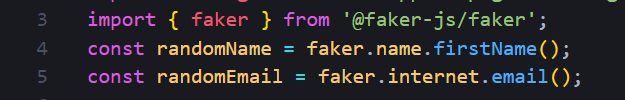 3 import { faker } from '@faker-js/faker';
4 const randomName = faker.name.firstName();
5 const randomEmail = faker.internet.email();